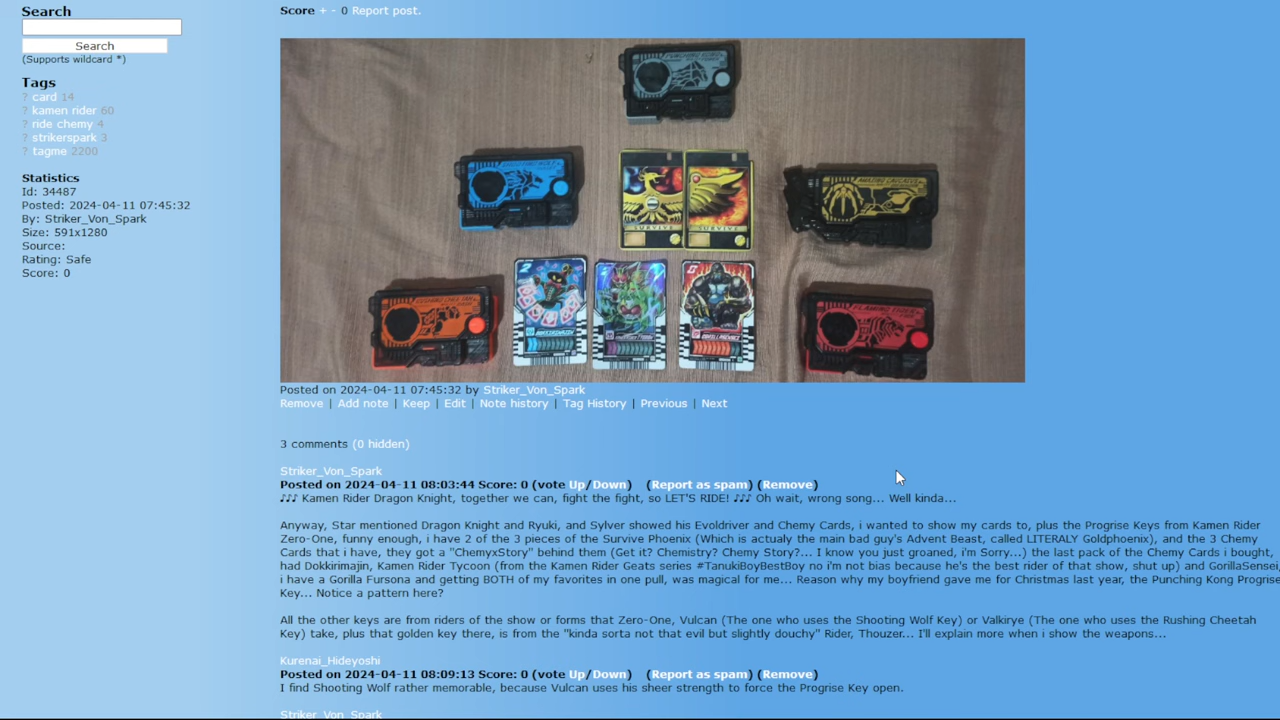 Search
Search
(Supports wildcard *)
Tags
? card 14
? kamen rider 60
? ride chemy 4
? strikerspark 3
? tagme 2200
Statistics
Id: 34487
Posted: 2024-04-11 07:45:32
By: Striker_Von_Spark
Size: 591x1280
Source:
Rating: Safe
Score: 0
Score + - 0 Report post.
SURVIVE
SURVIVE
Posted on 2024-04-11 07:45:32 by Striker_Von_Spark
Remove | Add note | Keep | Edit | Note history | Tag History | Previous | Next
3 comments (0 hidden)
Striker_Von_Spark
Posted on 2024-04-11 08:03:44 Score: 0 (vote Up/Down) (Report as spam) (Remove)
♪♪♪ Kamen Rider Dragon Knight, together we can, fight the fight, so LET'S RIDE! ♪♪♪ Oh wait, wrong song... Well kinda...
Anyway, Star mentioned Dragon Knight and Ryuki, and Sylver showed his Evoldriver and Chemy Cards, i wanted to show my cards to, plus the Progrise Keys from Kamen Rider
Zero-One, funny enough, i have 2 of the 3 pieces of the Survive Phoenix (Which is actualy the main bad guy's Advent Beast, called LITERALY Goldphoenix), and the 3 Chemy
Cards that i have, they got a "ChemyxStory" behind them (Get it? Chemistry? Chemy Story?... I know you just groaned, i'm Sorry...) the last pack of the Chemy Cards i bought,
had Dokkirimajin, Kamen Rider Tycoon (from the Kamen Rider Geats series #TanukiBoyBestBoy no i'm not bias because he's the best rider of that show, shut up) and GorillaSensei,
i have a Gorilla Fursona and getting BOTH of my favorites in one pull, was magical for me... Reason why my boyfriend gave me for Christmas last year, the Punching Kong Progrise
Key... Notice a pattern here?
All the other keys are from riders of the show or forms that Zero-One, Vulcan (The one who uses the Shooting Wolf Key) or Valkirye (The one who uses the Rushing Cheetah
Key) take, plus that golden key there, is from the "kinda sorta not that evil but slightly douchy" Rider, Thouzer... I'll explain more when i show the weapons...
Kurenai_Hideyoshi
Posted on 2024-04-11 08:09:13 Score: 0 (vote Up/Down) (Report as spam) (Remove)
I find Shooting Wolf rather memorable, because Vulcan uses his sheer strength to force the Progrise Key open.
Striker_Von_Spark